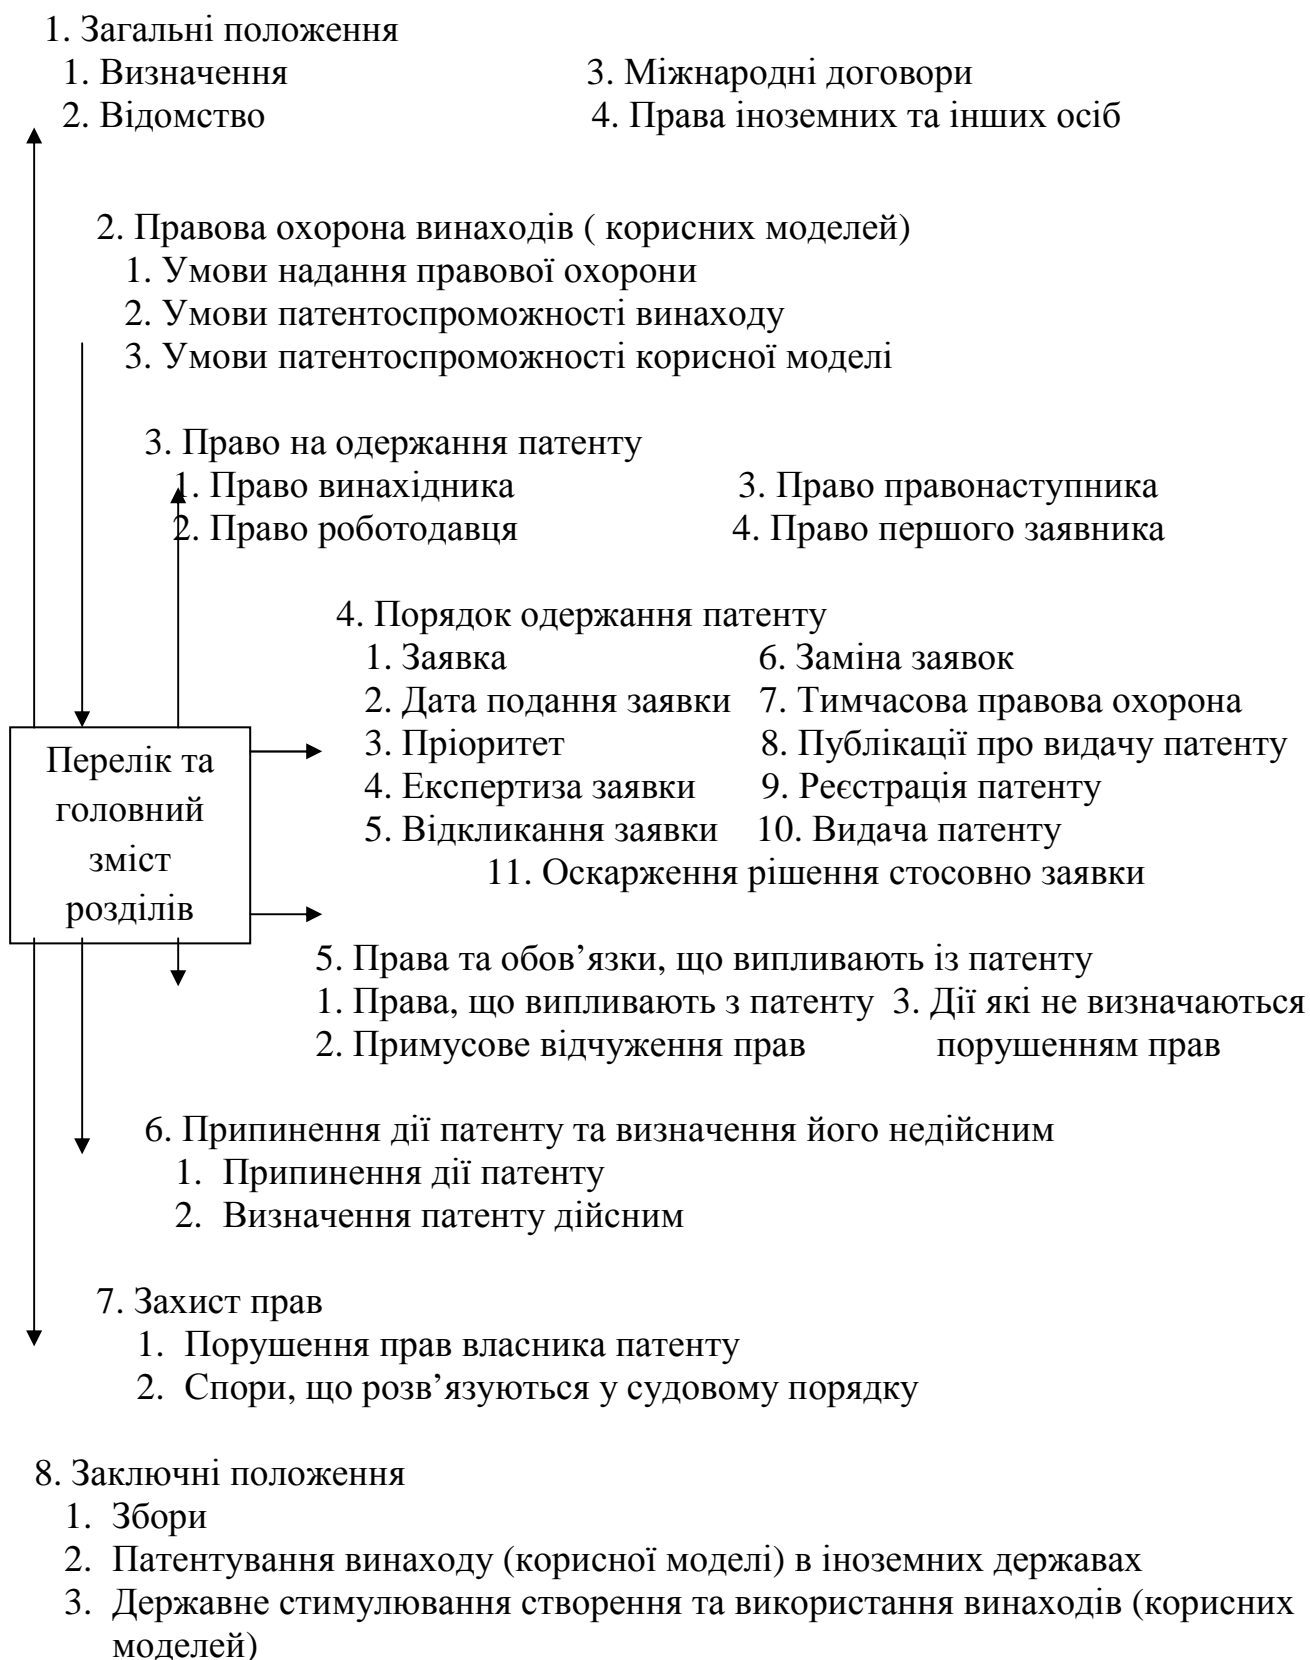 1. Загальні положення
1. Визначення 3. Міжнародні договори
2. Відомство 4. Права іноземних та інших осіб
2. Правова охорона винаходів ( корисних моделей)
1. Умови надання правової охорони
2. Умови патентоспроможності винаходу
3. Умови патентоспроможності корисної моделі
3. Право на одержання патенту
1. Право винахідника 3. Право правонаступника
2. Право роботодавця 4. Право першого заявника
4. Порядок одержання патенту
1. Заявка 6. Заміна заявок
2. Дата подання заявки 7. Тимчасова правова охорона
3. Пріоритет 8. Публікації про видачу патенту
4. Експертиза заявки 9. Реєстрація патенту
5. Відкликання заявки 10. Видача патенту
11. Оскарження рішення стосовно заявки
Перелік та
головний
зміст
розділів
5. Права та обов’язки, що випливають із патенту
1. Права, що випливають з патенту 3. Дії які не визначаються
2. Примусове відчуження прав порушенням прав
6. Припинення дії патенту та визначення його недійсним
1. Припинення дії патенту
2. Визначення патенту дійсним
7. Захист прав
1. Порушення прав власника патенту
2. Спори, що розв’язуються у судовому порядку
8. Заключні положення
1. Збори
2. Патентування винаходу (корисної моделі) в іноземних державах
3. Державне стимулювання створення та використання винаходів (корисних
моделей)